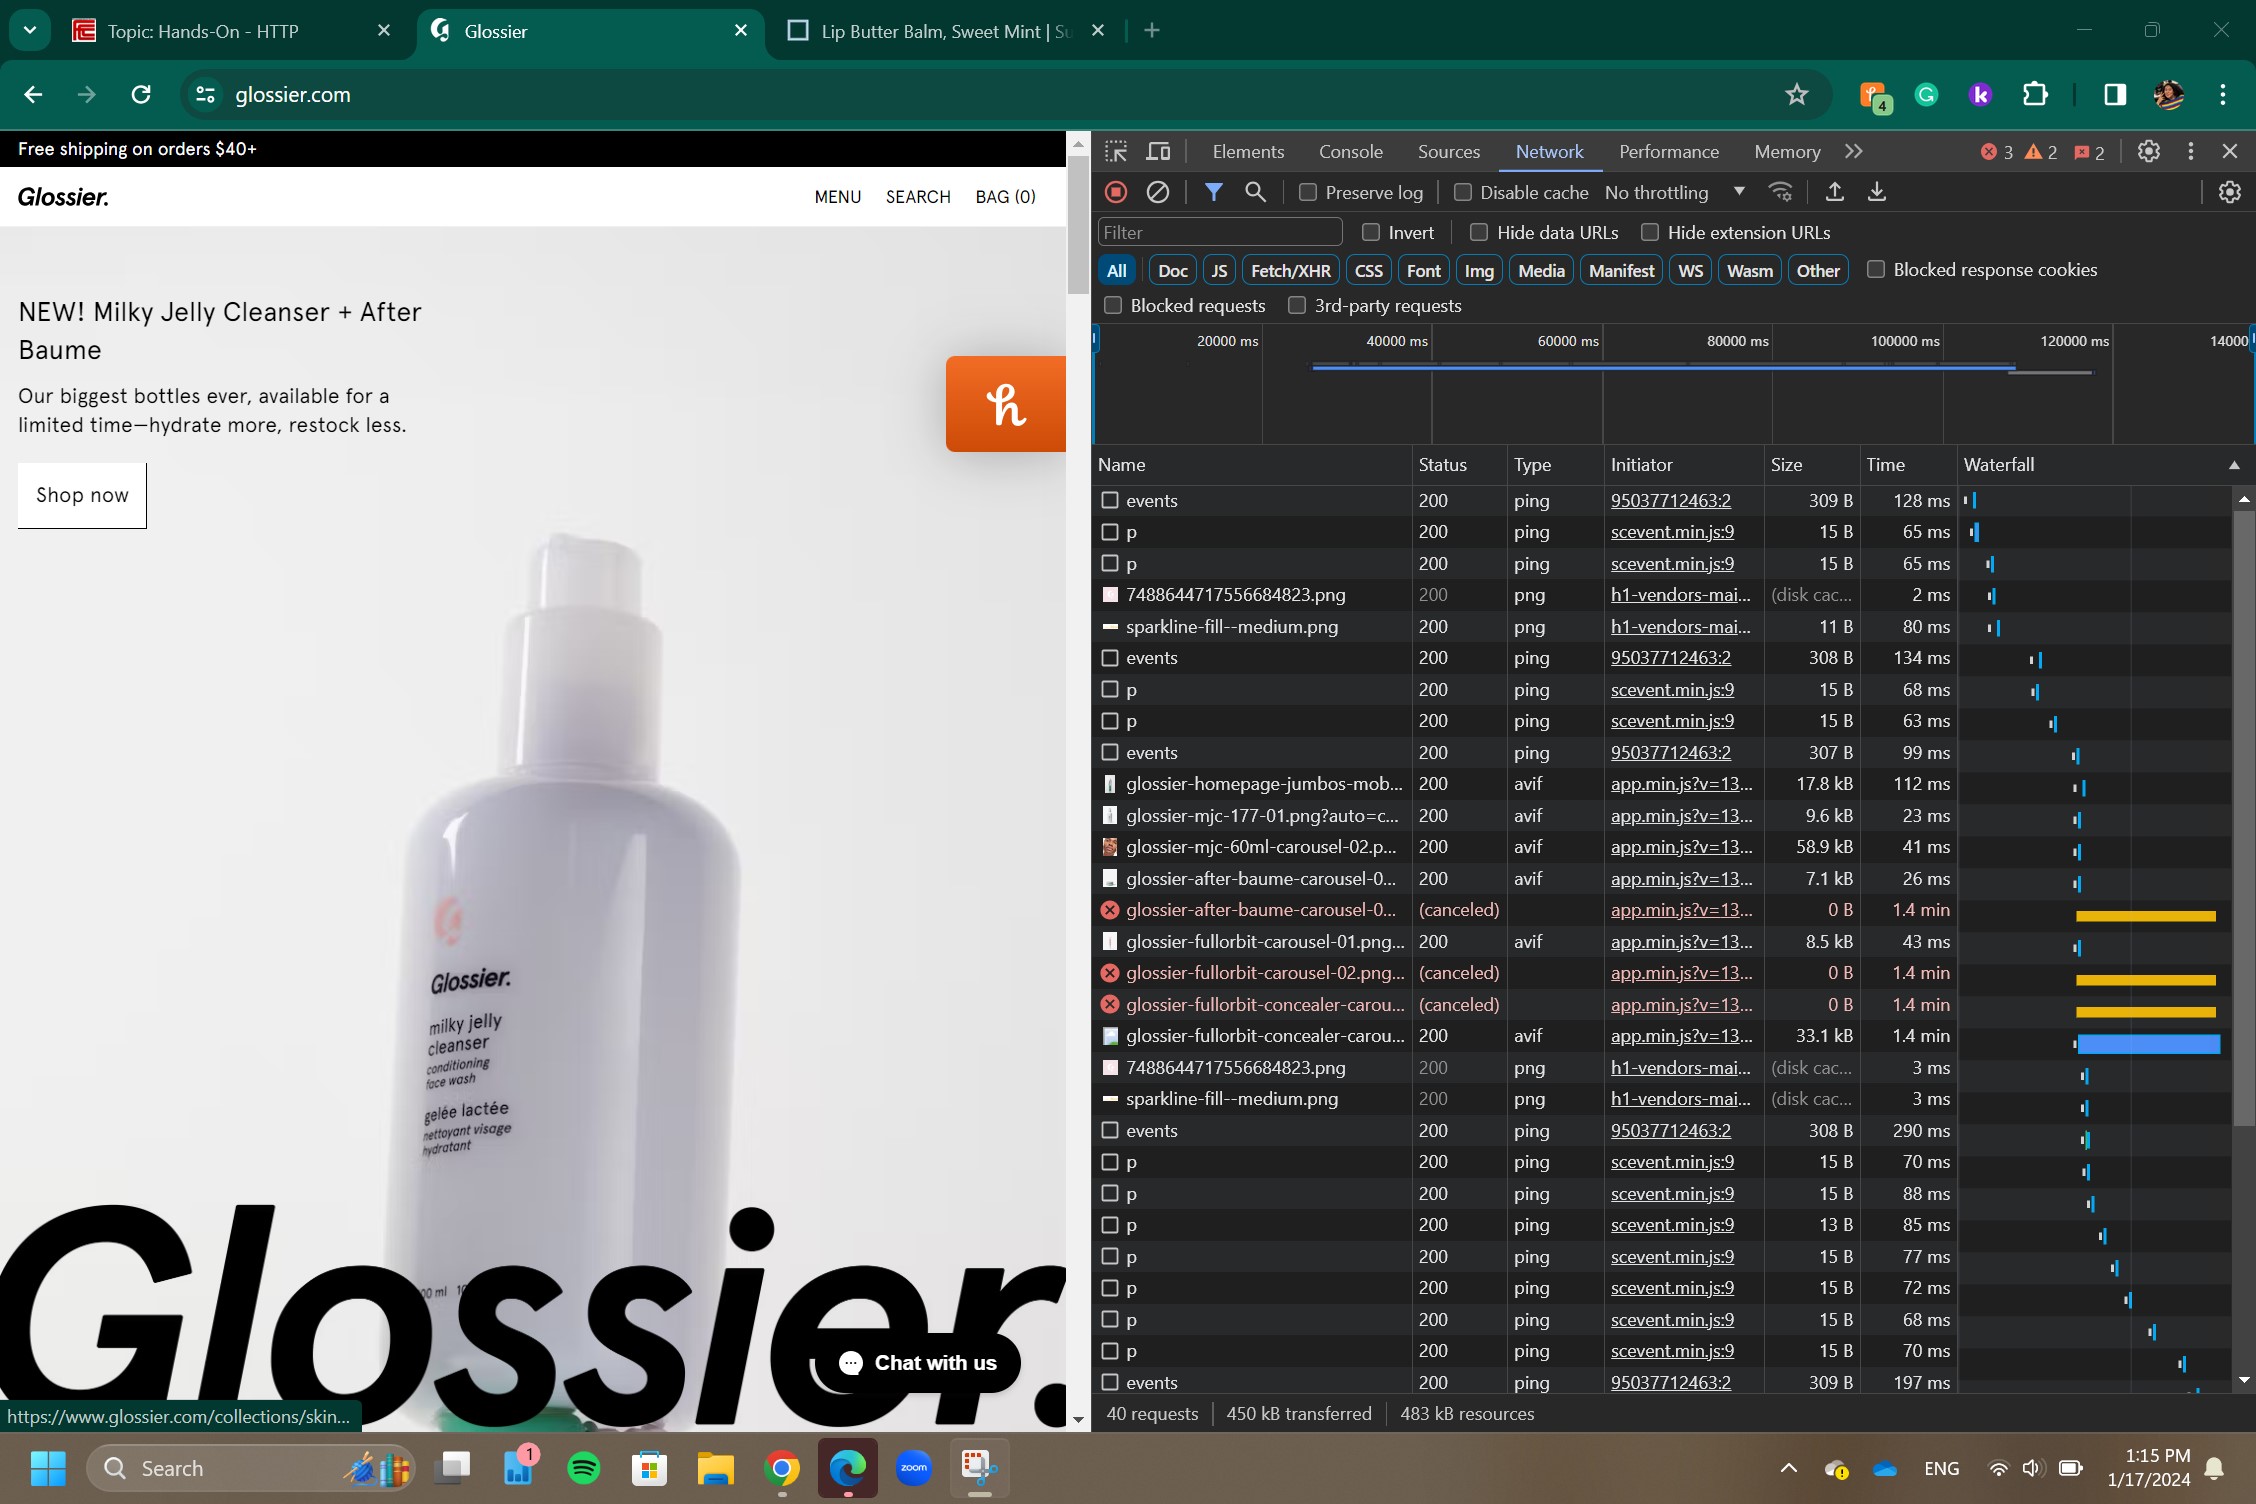 Topic: Hands-On - HTTP
Glossier
Lip Butter Balm, Sweet Mint | Su
glossier.com
4
Free shipping on orders $40+
Glossier.
MENU SEARCH BAG (0)
NEW! Milky Jelly Cleanser + After
Baume
Our biggest bottles ever, available for a
limited time—hydrate more, restock less.
Shop now
h
Glossier.
milky jelly
cleanser
conditioning
face wash
gelée lactée
nettoyant visage
hydratant
Glossier.
Chat with us
https://www.glossier.com/collections/skin...
Elements Console Sources Network Performance Memory 3 2 2
Preserve log Disable cache No throttling
Filter Invert Hide data URLs Hide extension URLs
All Doc JS Fetch/XHR CSS Font Img Media Manifest WS Wasm Other Blocked response cookies
Blocked requests 3rd-party requests
20000 ms 40000 ms 60000 ms 80000 ms 100000 ms 120000 ms 14000
Name Status Type Initiator Size Time Waterfall
events 200 ping 95037712463:2 309 B 128 ms
p 200 ping scevent.min.js:9 15 B 65 ms
p 200 ping scevent.min.js:9 15 B 65 ms
7488644717556684823.png 200 png h1-vendors-mai... (disk cac... 2 ms
sparkline-fill--medium.png 200 png h1-vendors-mai... 11 B 80 ms
events 200 ping 95037712463:2 308 B 134 ms
p 200 ping scevent.min.js:9 15 B 68 ms
p 200 ping scevent.min.js:9 15 B 63 ms
events 200 ping 95037712463:2 307 B 99 ms
glossier-homepage-jumbos-mob... 200 avif app.min.js?v=13... 17.8 kB 112 ms
glossier-mjc-177-01.png?auto=c... 200 avif app.min.js?v=13... 9.6 kB 23 ms
glossier-mjc-60ml-carousel-02.p... 200 avif app.min.js?v=13... 58.9 kB 41 ms
glossier-after-baume-carousel-0... 200 avif app.min.js?v=13... 7.1 kB 26 ms
glossier-after-baume-carousel-0... (canceled) app.min.js?v=13... 0 B 1.4 min
glossier-fullorbit-carousel-01.png... 200 avif app.min.js?v=13... 8.5 kB 43 ms
glossier-fullorbit-carousel-02.png... (canceled) app.min.js?v=13... 0 B 1.4 min
glossier-fullorbit-concealer-carou... (canceled) app.min.js?v=13... 0 B 1.4 min
glossier-fullorbit-concealer-carou... 200 avif app.min.js?v=13... 33.1 kB 1.4 min
7488644717556684823.png 200 png h1-vendors-mai... (disk cac... 3 ms
sparkline-fill--medium.png 200 png h1-vendors-mai... (disk cac... 3 ms
events 200 ping 95037712463:2 308 B 290 ms
p 200 ping scevent.min.js:9 15 B 70 ms
p 200 ping scevent.min.js:9 15 B 88 ms
p 200 ping scevent.min.js:9 13 B 85 ms
p 200 ping scevent.min.js:9 15 B 77 ms
p 200 ping scevent.min.js:9 15 B 72 ms
p 200 ping scevent.min.js:9 15 B 68 ms
p 200 ping scevent.min.js:9 15 B 70 ms
events 200 ping 95037712463:2 309 B 197 ms
40 requests 450 kB transferred 483 kB resources
Search 1 zoom ENG 1:15 PM
1/17/2024